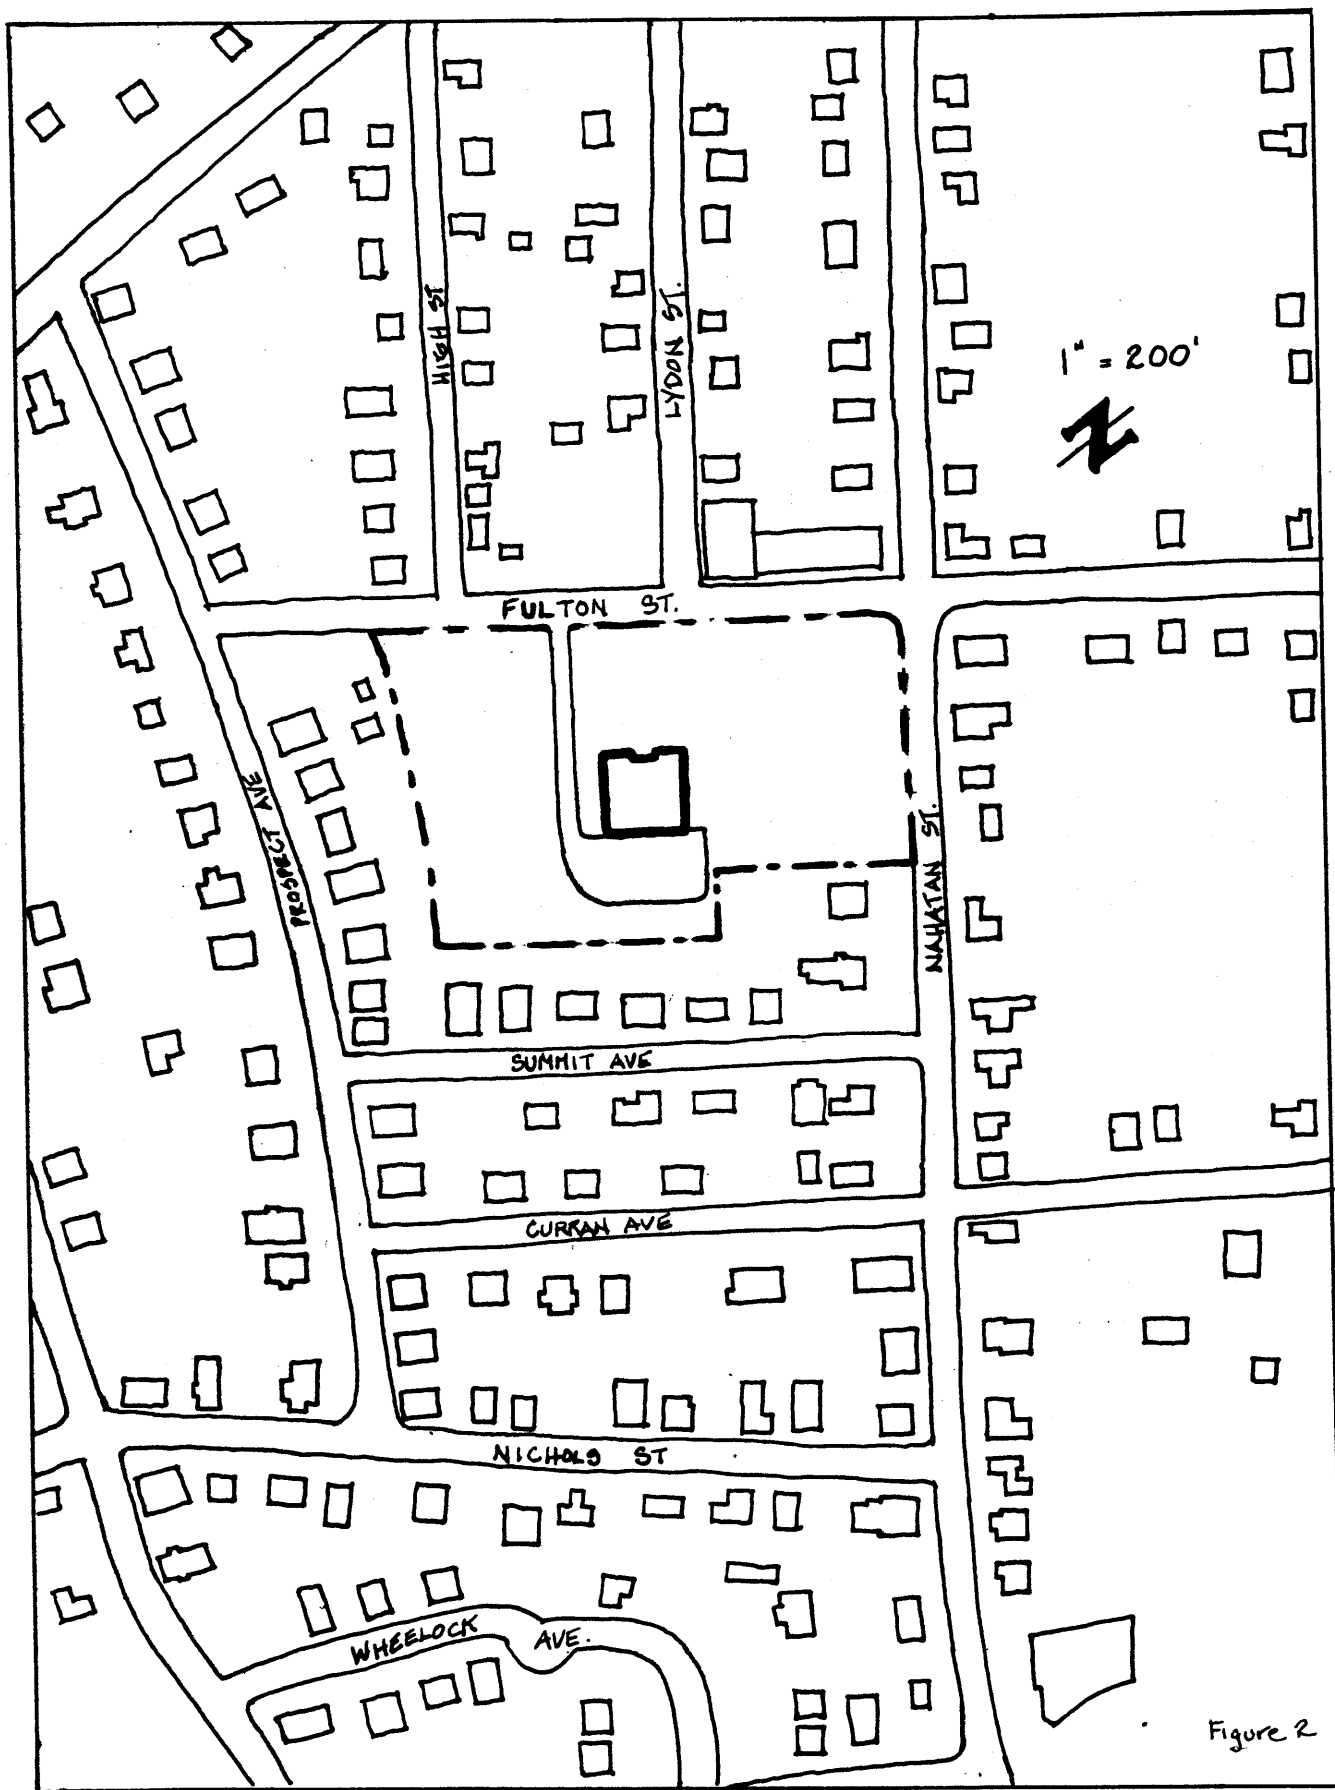 HIGH ST
LYDON ST.
1" = 200'
N
FULTON ST.
PROSPECT AVE
NAHATAN ST.
SUMMIT AVE
CURRAN AVE
NICHOLS ST
WHEELOCK AVE.
Figure 2